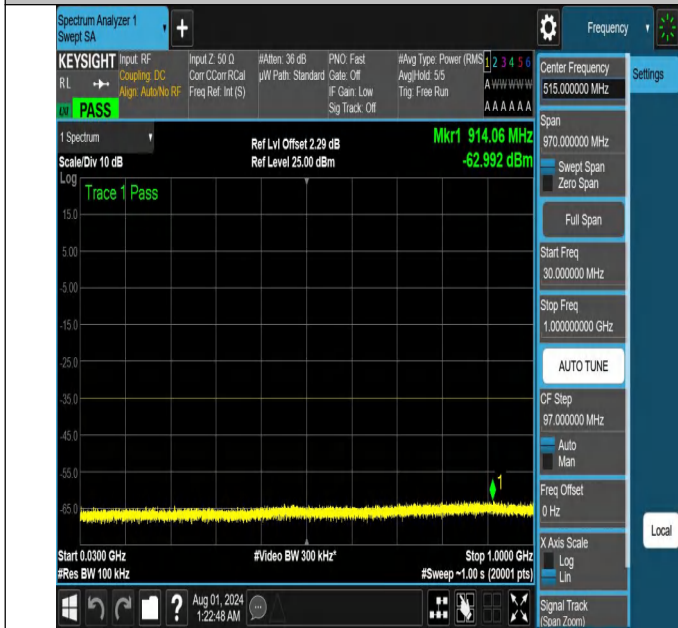 Spectrum Analyzer 1
Swept SA
+
Frequency
KEYSIGHT
RL
PASS
Input: RF
Coupling: DC
Align: Auto/No RF
Input Z: 50 Ω
Corr CCorr RCal
Freq Ref: Int (S)
#Atten: 36 dB
µW Path: Standard
PNO: Fast
Gate: Off
IF Gain: Low
Sig Track: Off
#Avg Type: Power (RMS
Avg|Hold: 5/5
Trig: Free Run
1 2 3 4 5 6
A W W W W W
A A A A A A
Center Frequency
515.000000 MHz
Settings
Span
970.000000 MHz
Swept Span
Zero Span
Full Span
Start Freq
30.000000 MHz
Stop Freq
1.000000000 GHz
AUTO TUNE
CF Step
97.000000 MHz
Auto
Man
Freq Offset
0 Hz
X Axis Scale
Log
Lin
Signal Track
(Span Zoom)
Local
1 Spectrum
Scale/Div 10 dB
Ref Lvl Offset 2.29 dB
Ref Level 25.00 dBm
Mkr1 914.06 MHz
-62.992 dBm
Log
Trace 1 Pass
15.0
5.00
-5.00
-15.0
-25.0
-35.0
-45.0
-55.0
-65.0
1
Start 0.0300 GHz
#Res BW 100 kHz
#Video BW 300 kHz*
Stop 1.0000 GHz
#Sweep ~1.00 s (20001 pts)
?
Aug 01, 2024
1:22:48 AM